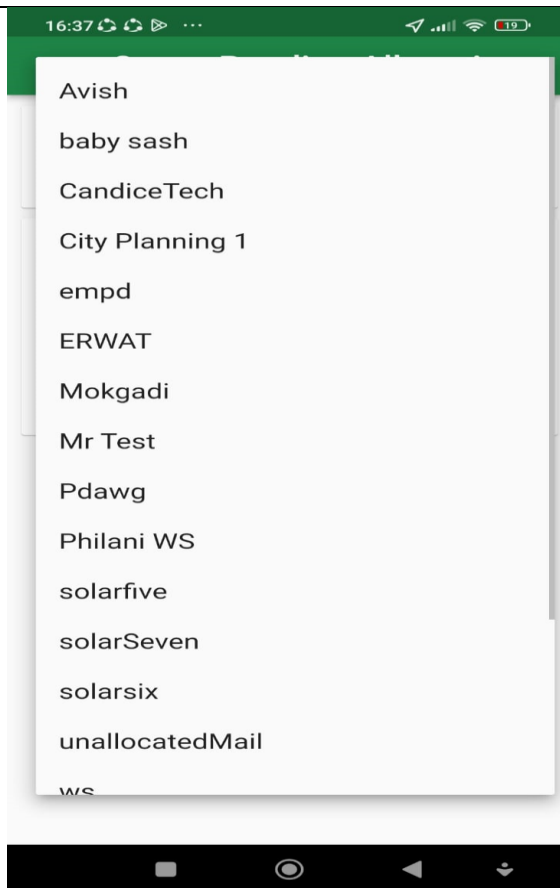 16:37
19
Avish
baby sash
CandiceTech
City Planning 1
empd
ERWAT
Mokgadi
Mr Test
Pdawg
Philani WS
solarfive
solarSeven
solarsix
unallocatedMail
ws